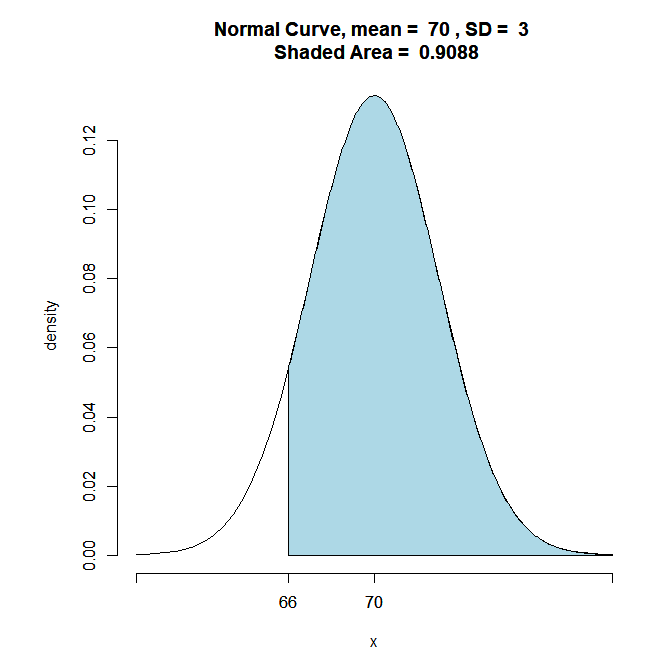 Normal Curve, mean =  70 , SD =  3
Shaded Area =  0.9088
density
0.12
0.10
0.08
0.06
0.04
0.02
0.00
66
70
x